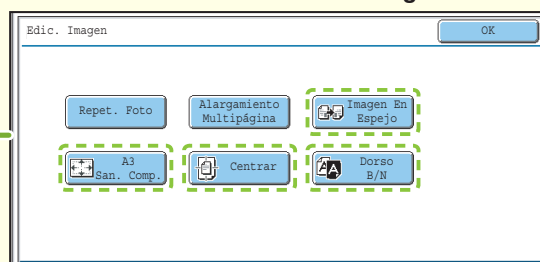 Edic. Imagen
OK
Repet. Foto
Alargamiento
Multipágina
Imagen En
Espejo
A3
San. Comp.
Centrar
Dorso
B/N